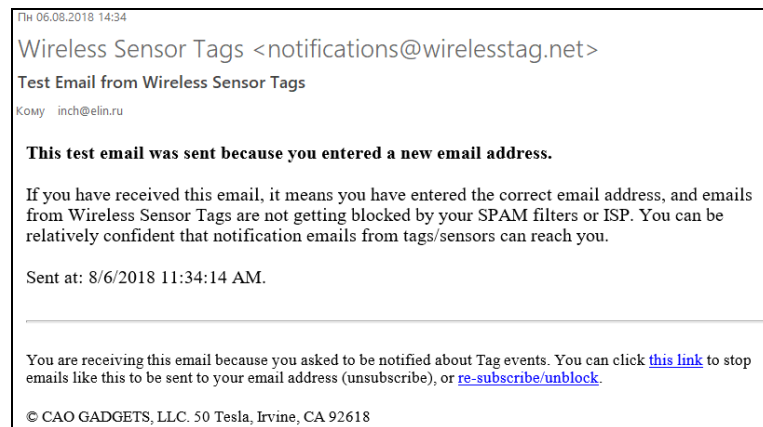 Пн 06.08.2018 14:34
Wireless Sensor Tags <notifications@wirelesstag.net>
Test Email from Wireless Sensor Tags
Кому inch@elin.ru
This test email was sent because you entered a new email address.
If you have received this email, it means you have entered the correct email address, and emails
from Wireless Sensor Tags are not getting blocked by your SPAM filters or ISP. You can be
relatively confident that notification emails from tags/sensors can reach you.
Sent at: 8/6/2018 11:34:14 AM.
You are receiving this email because you asked to be notified about Tag events. You can click this link to stop
emails like this to be sent to your email address (unsubscribe), or re-subscribe/unblock.
© CAO GADGETS, LLC. 50 Tesla, Irvine, CA 92618